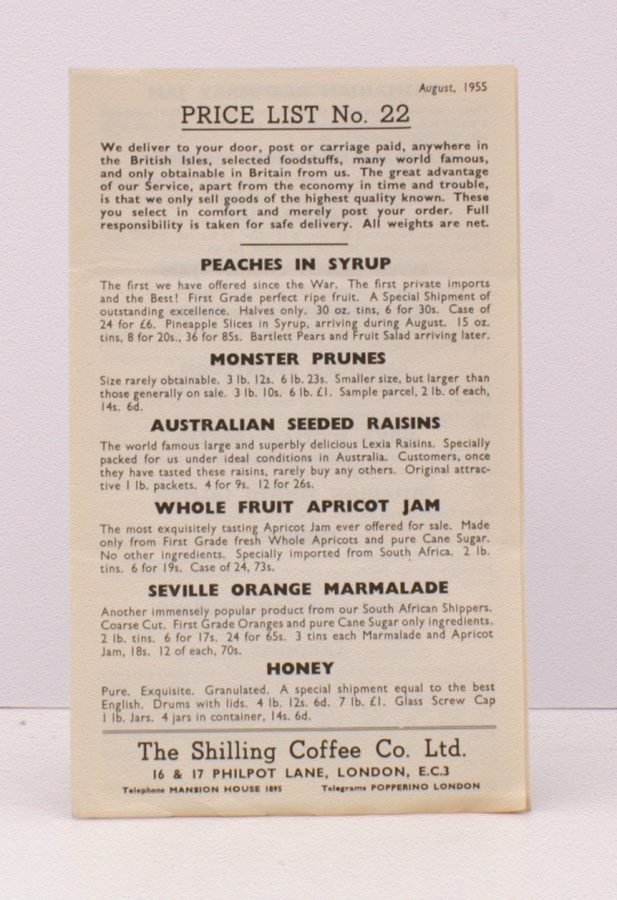 August, 1955
PRICE LIST No. 22
We deliver to your door, post or carriage paid, anywhere in
the British Isles, selected foodstuffs, many world famous,
and only obtainable in Britain from us. The great advantage
of our Service, apart from the economy in time and trouble,
is that we only sell goods of the highest quality known. These
you select in comfort and merely post your order. Full
responsibility is taken for safe delivery. All weights are net.
PEACHES IN SYRUP
The first we have offered since the War. The first private imports
and the Best! First Grade perfect ripe fruit. A Special Shipment of
outstanding excellence. Halves only. 30 oz. tins, 6 for 30s. Case of
24 for £6. Pineapple Slices in Syrup, arriving during August. 15 oz.
tins, 8 for 20s., 36 for 85s. Bartlett Pears and Fruit Salad arriving later.
MONSTER PRUNES
Size rarely obtainable. 3 lb. 12s. 6 lb. 23s. Smaller size, but larger than
those generally on sale. 3 lb. 10s. 6 lb. £1. Sample parcel, 2 lb. of each,
14s. 6d.
AUSTRALIAN SEEDED RAISINS
The world famous large and superbly delicious Lexia Raisins. Specially
packed for us under ideal conditions in Australia. Customers, once
they have tasted these raisins, rarely buy any others. Original attrac-
tive 1 lb. packets. 4 for 9s. 12 for 26s.
WHOLE FRUIT APRICOT JAM
The most exquisitely tasting Apricot Jam ever offered for sale. Made
only from First Grade fresh Whole Apricots and pure Cane Sugar.
No other ingredients. Specially imported from South Africa. 2 lb.
tins. 6 for 19s. Case of 24, 73s.
SEVILLE ORANGE MARMALADE
Another immensely popular product from our South African Shippers.
Coarse Cut. First Grade Oranges and pure Cane Sugar only ingredients.
2 lb. tins. 6 for 17s. 24 for 65s. 3 tins each Marmalade and Apricot
Jam, 18s. 12 of each, 70s.
HONEY
Pure. Exquisite. Granulated. A special shipment equal to the best
English. Drums with lids. 4 lb. 12s. 6d. 7 lb. £1. Glass Screw Cap
1 lb. Jars. 4 jars in container, 14s. 6d.
The Shilling Coffee Co. Ltd.
16 & 17 PHILPOT LANE, LONDON, E.C.3
Telephone MANSION HOUSE 1895 Telegrams POPPERINO LONDON